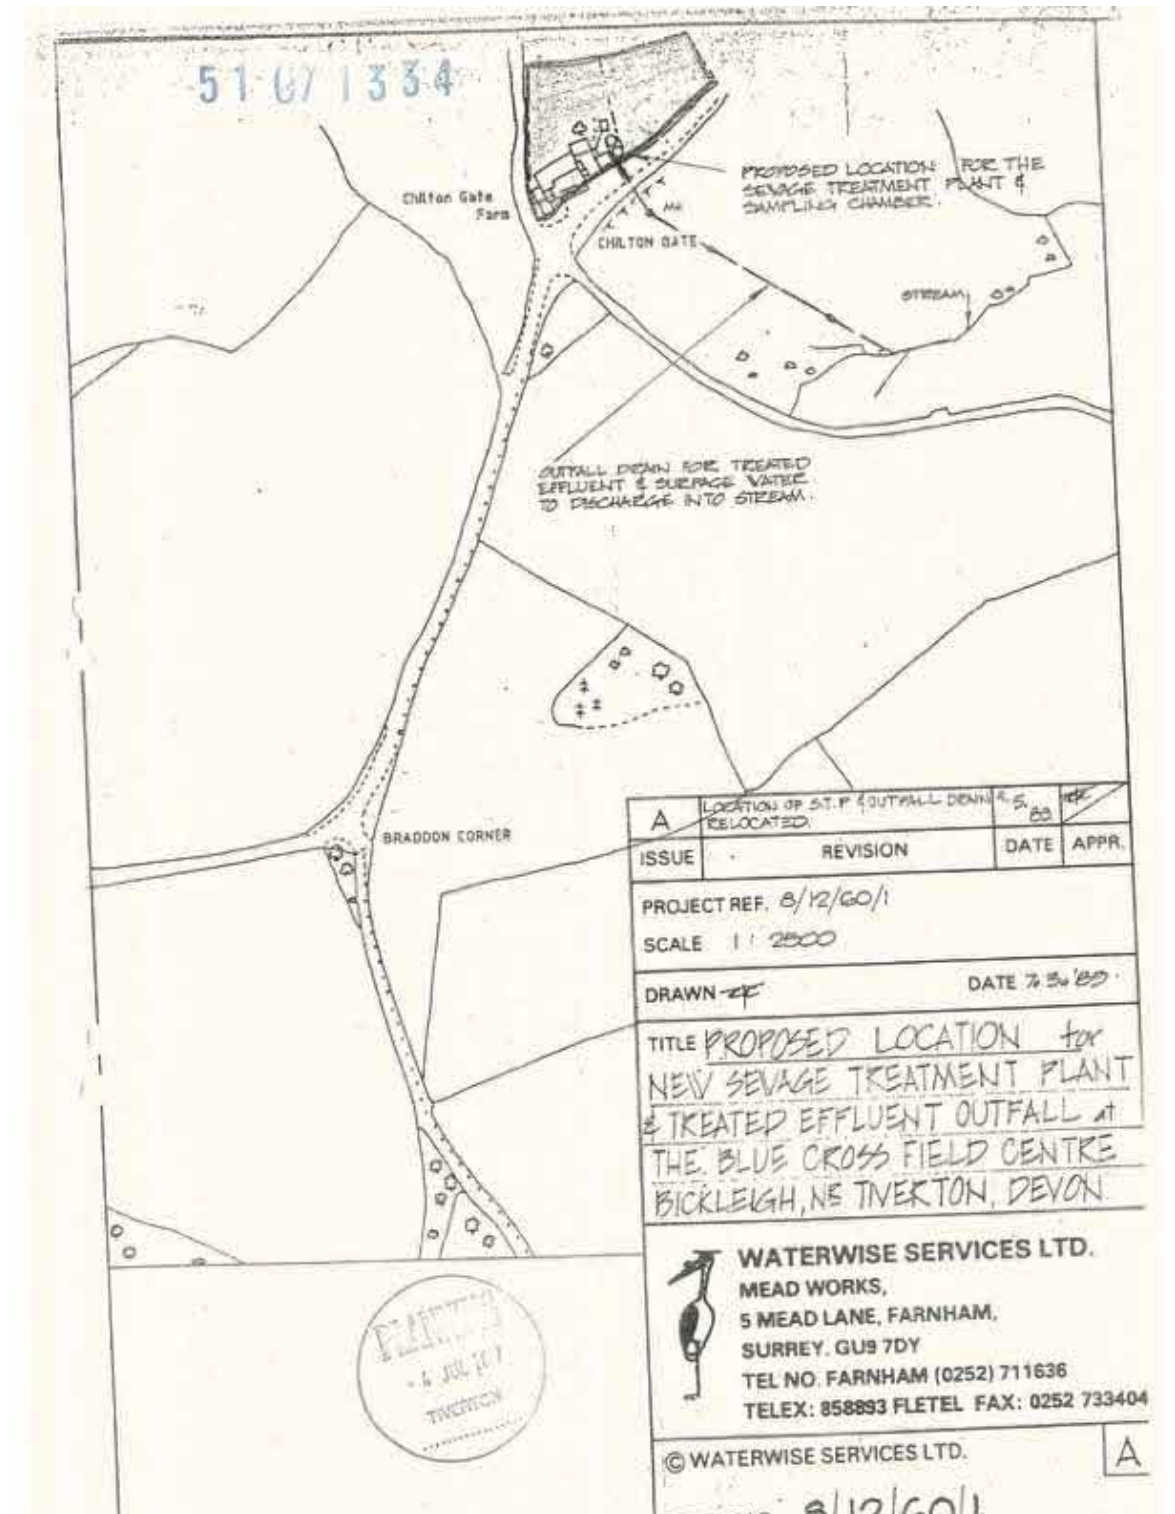 51 07 1334
Chilton Gate
Farm
PROPOSED LOCATION FOR THE
SEWAGE TREATMENT PLANT &
SAMPLING CHAMBER.
MH
CHILTON GATE
STREAM
OUTFALL DRAIN FOR TREATED
EFFLUENT & SURFACE WATER
TO DISCHARGE INTO STREAM.
BRADDON CORNER
A
LOCATION OF S.T.P & OUTFALL DRAIN
RELOCATED.
ISSUE REVISION DATE APPR.
PROJECT REF. 8/12/60/1
SCALE 1 : 2500
DRAWN
DATE
TITLE PROPOSED LOCATION for
NEW SEWAGE TREATMENT PLANT
& TREATED EFFLUENT OUTFALL at
THE BLUE CROSS FIELD CENTRE
BICKLEIGH, NR TIVERTON, DEVON
WATERWISE SERVICES LTD.
MEAD WORKS,
5 MEAD LANE, FARNHAM,
SURREY. GU9 7DY
TEL NO. FARNHAM (0252) 711636
TELEX: 858893 FLETEL FAX: 0252 733404
PLANNING
JUL
TIVERTON
© WATERWISE SERVICES LTD.
A
8/12/60/1